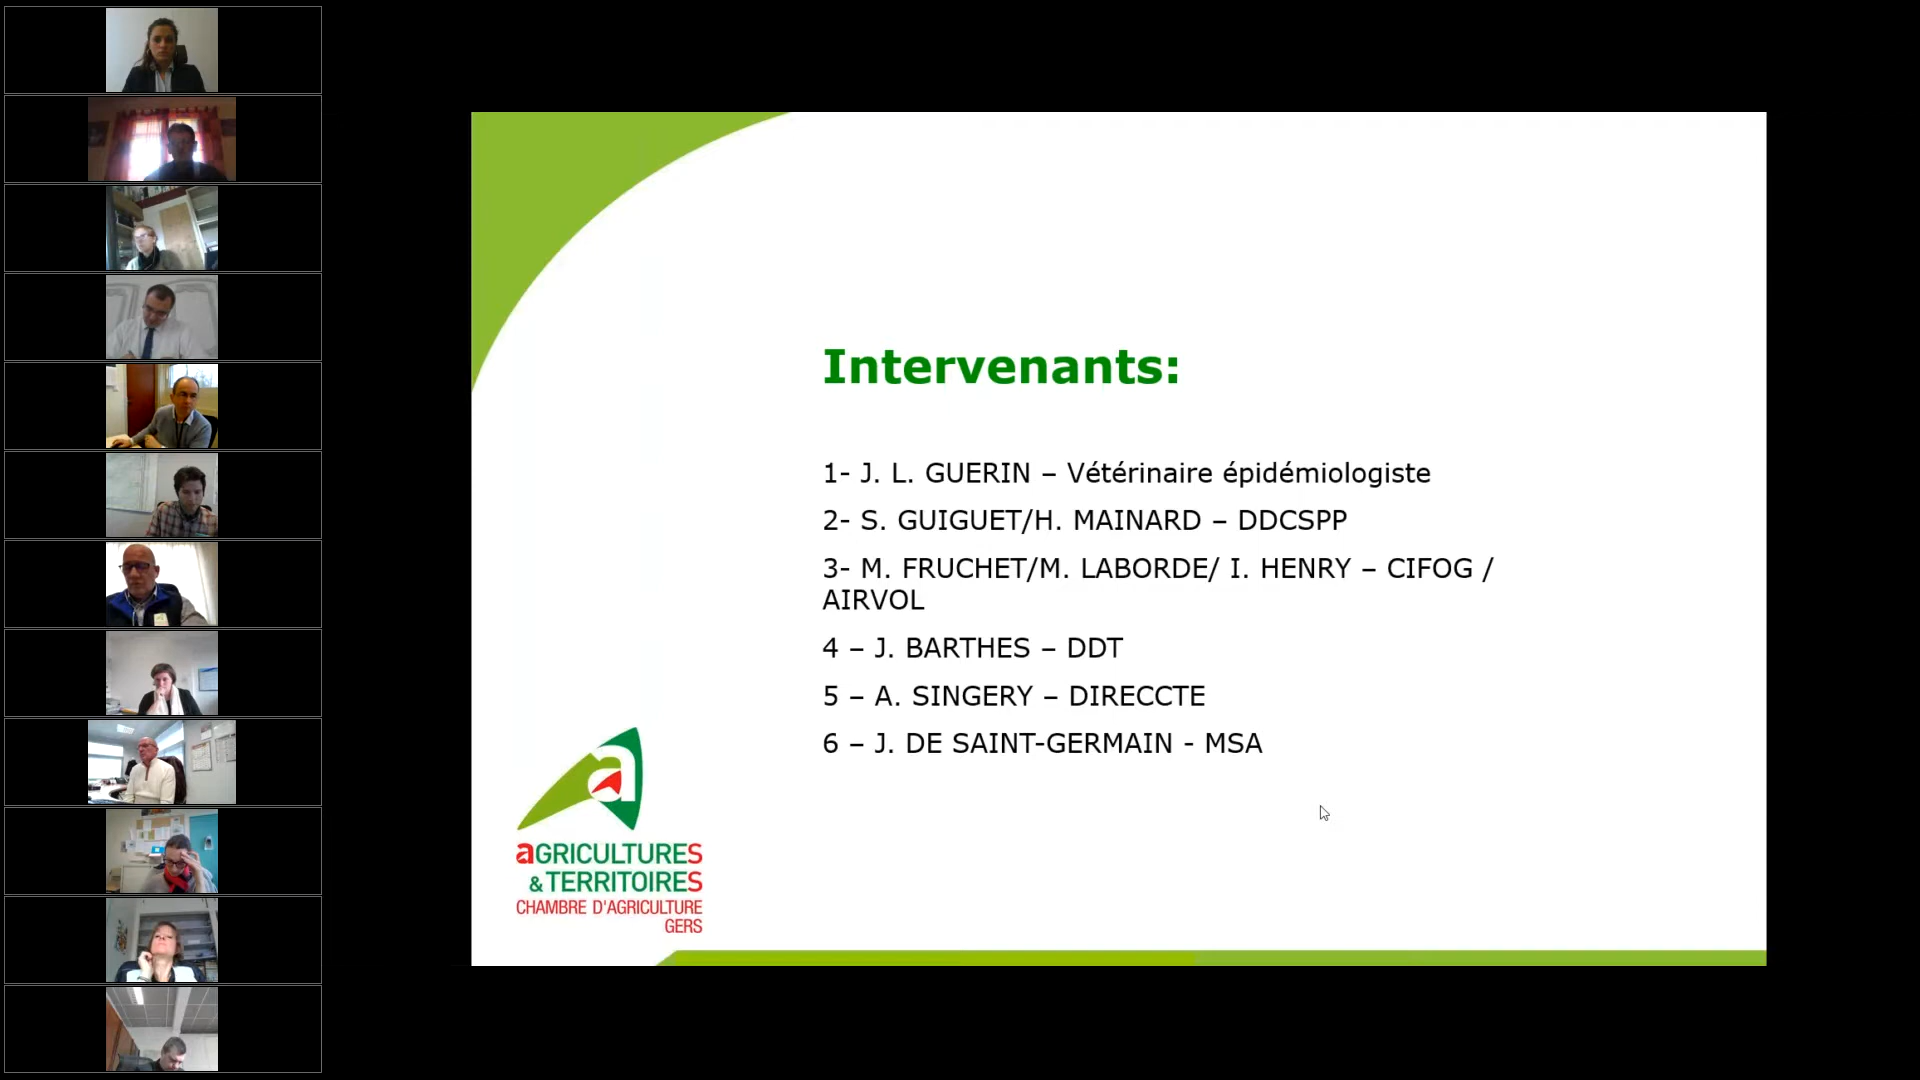 Intervenants:
1- J. L. GUERIN – Vétérinaire épidémiologiste
2- S. GUIGUET/H. MAINARD – DDCSPP
3- M. FRUCHET/M. LABORDE/ I. HENRY – CIFOG /
AIRVOL
4 – J. BARTHES – DDT
5 – A. SINGERY – DIRECCTE
6 – J. DE SAINT-GERMAIN - MSA
aGRICULTURES
& TERRITOIRES
CHAMBRE D'AGRICULTURE
GERS